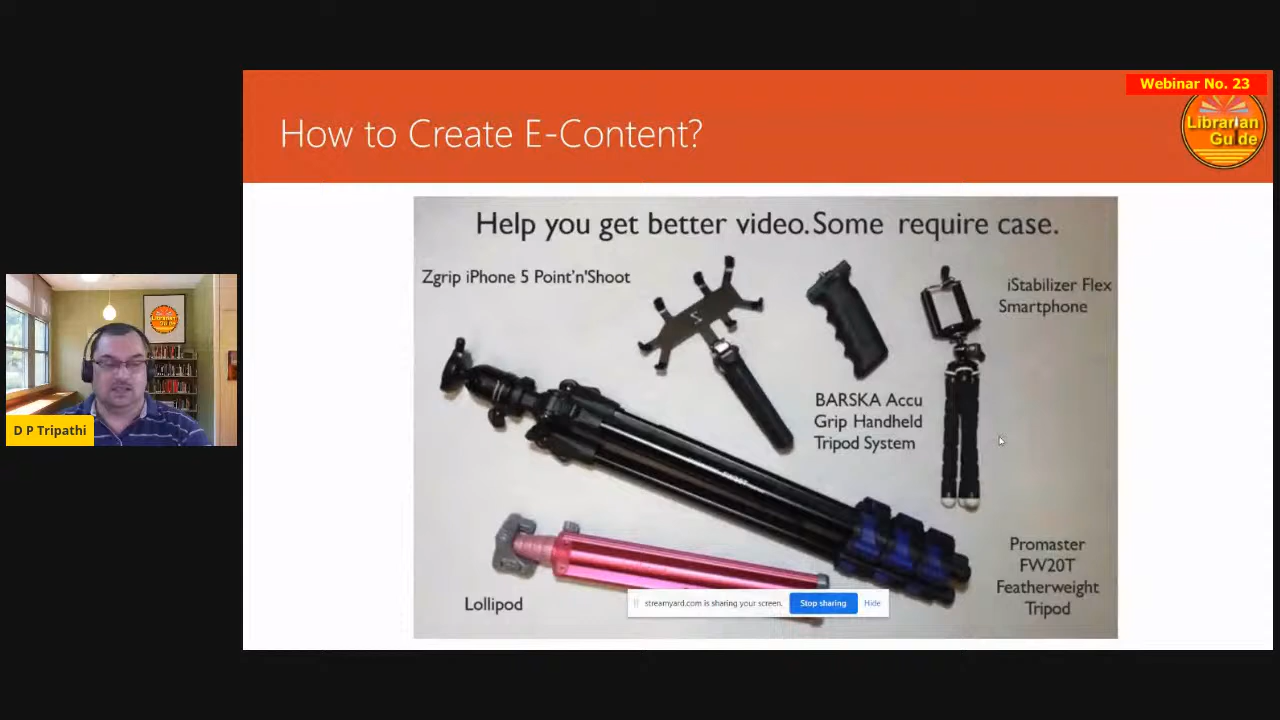 Webinar No. 23
Librarian
Guide
How to Create E-Content?
Help you get better video.Some require case.
Zgrip iPhone 5 Point'n'Shoot
iStabilizer Flex
Smartphone
BARSKA Accu
Grip Handheld
Tripod System
D P Tripathi
Promaster
FW20T
Featherweight
Tripod
Lollipod
streamyard.com is sharing your screen.
Stop sharing
Hide